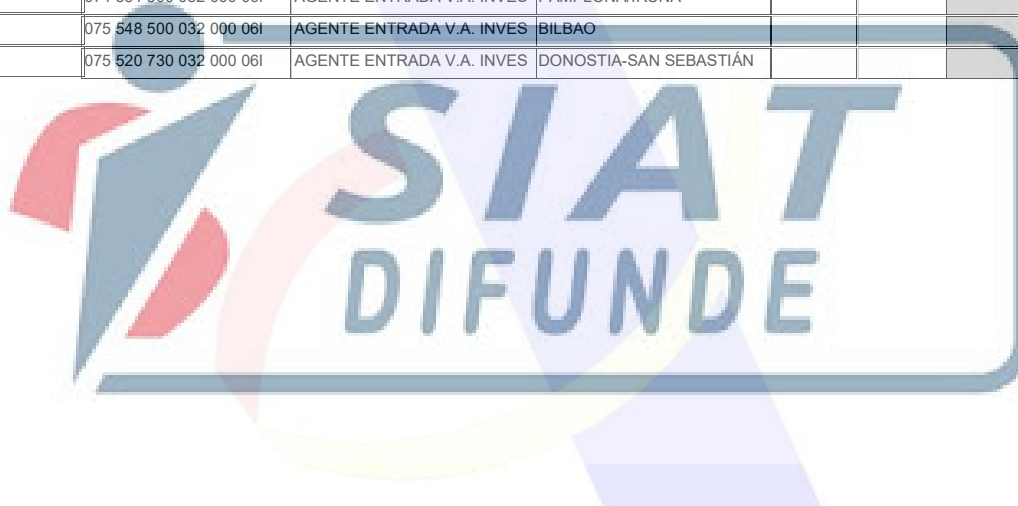 075 548 500 032 000 06I AGENTE ENTRADA V.A. INVES BILBAO
075 520 730 032 000 06I AGENTE ENTRADA V.A. INVES DONOSTIA-SAN SEBASTIÁN
SIAT
DIFUNDE